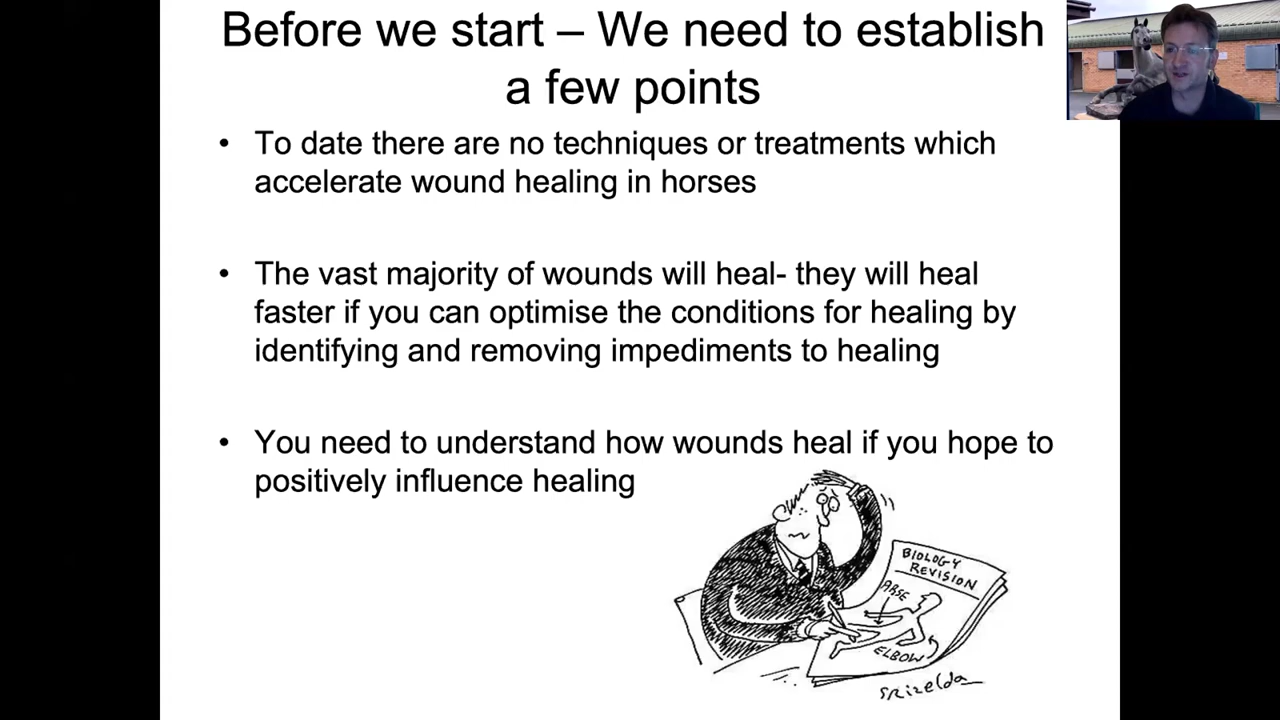 Before we start – We need to establish
a few points
• To date there are no techniques or treatments which
accelerate wound healing in horses
• The vast majority of wounds will heal- they will heal
faster if you can optimise the conditions for healing by
identifying and removing impediments to healing
• You need to understand how wounds heal if you hope to
positively influence healing
BIOLOGY
REVISION
ARSE
ELBOW
Grizelda